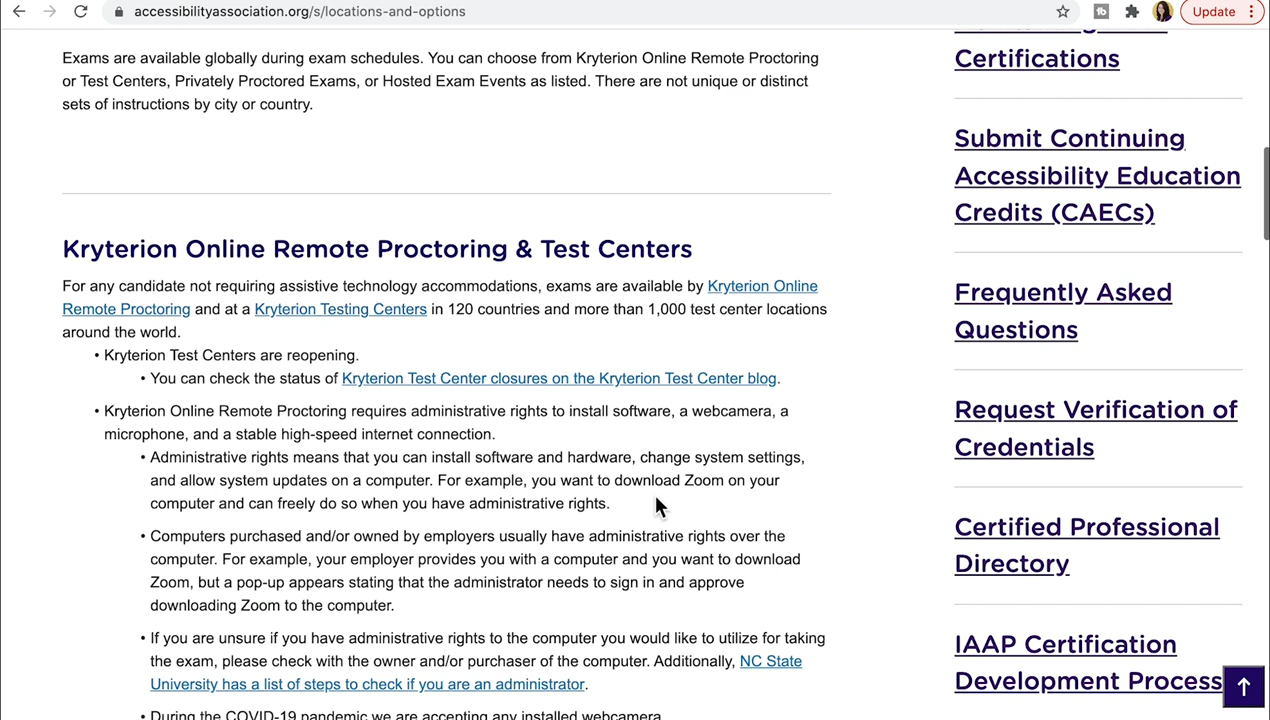 accessibilityassociation.org/s/locations-and-options
Update
Exams are available globally during exam schedules. You can choose from Kryterion Online Remote Proctoring
or Test Centers, Privately Proctored Exams, or Hosted Exam Events as listed. There are not unique or distinct
sets of instructions by city or country.
Kryterion Online Remote Proctoring & Test Centers
For any candidate not requiring assistive technology accommodations, exams are available by Kryterion Online
Remote Proctoring and at a Kryterion Testing Centers in 120 countries and more than 1,000 test center locations
around the world.
• Kryterion Test Centers are reopening.
• You can check the status of Kryterion Test Center closures on the Kryterion Test Center blog.
• Kryterion Online Remote Proctoring requires administrative rights to install software, a webcamera, a
microphone, and a stable high-speed internet connection.
• Administrative rights means that you can install software and hardware, change system settings,
and allow system updates on a computer. For example, you want to download Zoom on your
computer and can freely do so when you have administrative rights.
• Computers purchased and/or owned by employers usually have administrative rights over the
computer. For example, your employer provides you with a computer and you want to download
Zoom, but a pop-up appears stating that the administrator needs to sign in and approve
downloading Zoom to the computer.
• If you are unsure if you have administrative rights to the computer you would like to utilize for taking
the exam, please check with the owner and/or purchaser of the computer. Additionally, NC State
University has a list of steps to check if you are an administrator.
• During the COVID-19 pandemic we are accepting any installed webcamera
Certifications
Submit Continuing
Accessibility Education
Credits (CAECs)
Frequently Asked
Questions
Request Verification of
Credentials
Certified Professional
Directory
IAAP Certification
Development Process